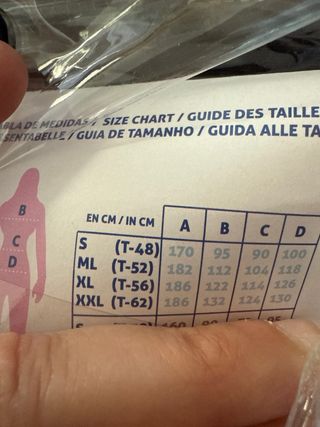 TABLA DE MEDIDAS / SIZE CHART / GUIDE DES TAILLE
SENTABELLE / GUIA DE TAMANHO / GUIDA ALLE TA
B
C
D
EN CM / IN CM A B C D
S (T-48) 170 95 90 100
ML (T-52) 182 112 104 118
XL (T-56) 186 122 114 126
XXL (T-62) 186 132 124 130